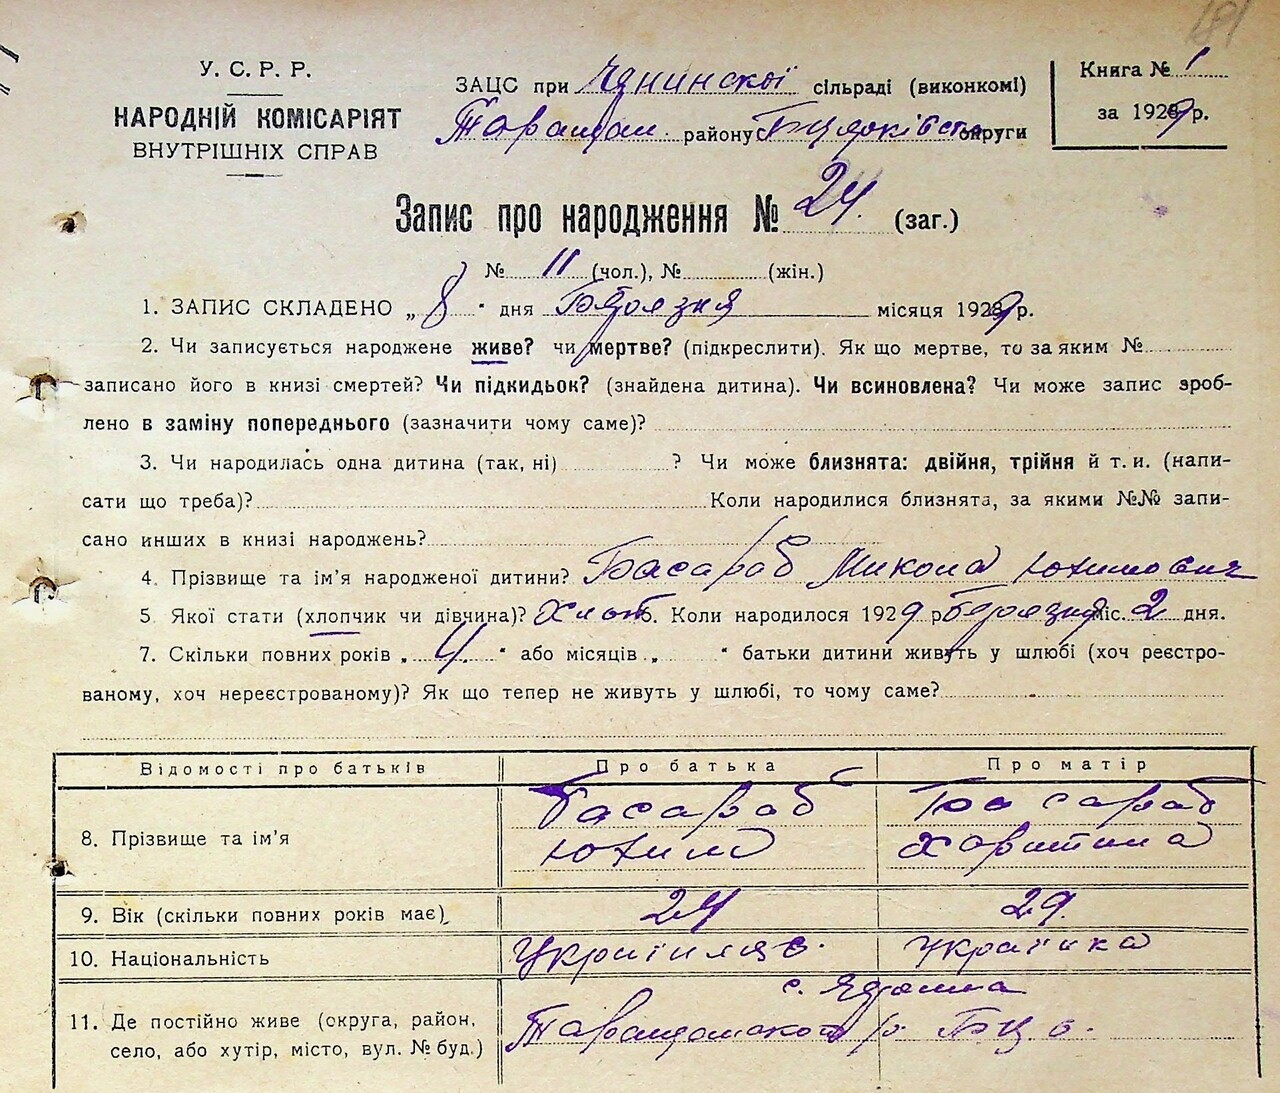 181
У. С. Р. Р.
НАРОДНІЙ КОМІСАРІЯТ
ВНУТРІШНІХ СПРАВ
ЗАЦС при сільраді (виконкомі)
Таращан. району Бцерківськ округи
Книга № 1
за 1929 р.
Запис про народження № 24. (заг.)
№ 11 (чол.), № (жін.)
1. ЗАПИС СКЛАДЕНО „ 8 " дня Березня місяця 1929 р.
2. Чи записується народжене живе? чи мертве? (підкреслити). Як що мертве, то за яким №
записано його в книзі смертей? Чи підкидьок? (знайдена дитина). Чи всиновлена? Чи може запис зроб-
лено в заміну попереднього (зазначити чому саме)?
3. Чи народилась одна дитина (так, ні) ? Чи може близнята: двійня, трійня й т. и. (напи-
сати що треба)? Коли народилися близнята, за якими №№ запи-
сано инших в книзі народжень?
4. Прізвище та ім'я народженої дитини? Басараб Микола Юхимович
5. Якої статі (хлопчик чи дівчина)? Хлоп. Коли народилося 1929 р. Березня міс. 2 дня.
7. Скільки повних років „ 4. " або місяців „ " батьки дитини живуть у шлюбі (хоч реєстро-
ваному, хоч нереєстрованому)? Як що тепер не живуть у шлюбі, то чому саме?
Відомості про батьків Про батька Про матір
8. Прізвище та ім'я Басараб Басараб
Юхим Харитина
9. Вік (скільки повних років має) 24 29.
10. Національність Українец. українка
11. Де постійно живе (округа, район, с.
село, або хутір, місто, вул. № буд.) Таращанського р. Б Ц о.